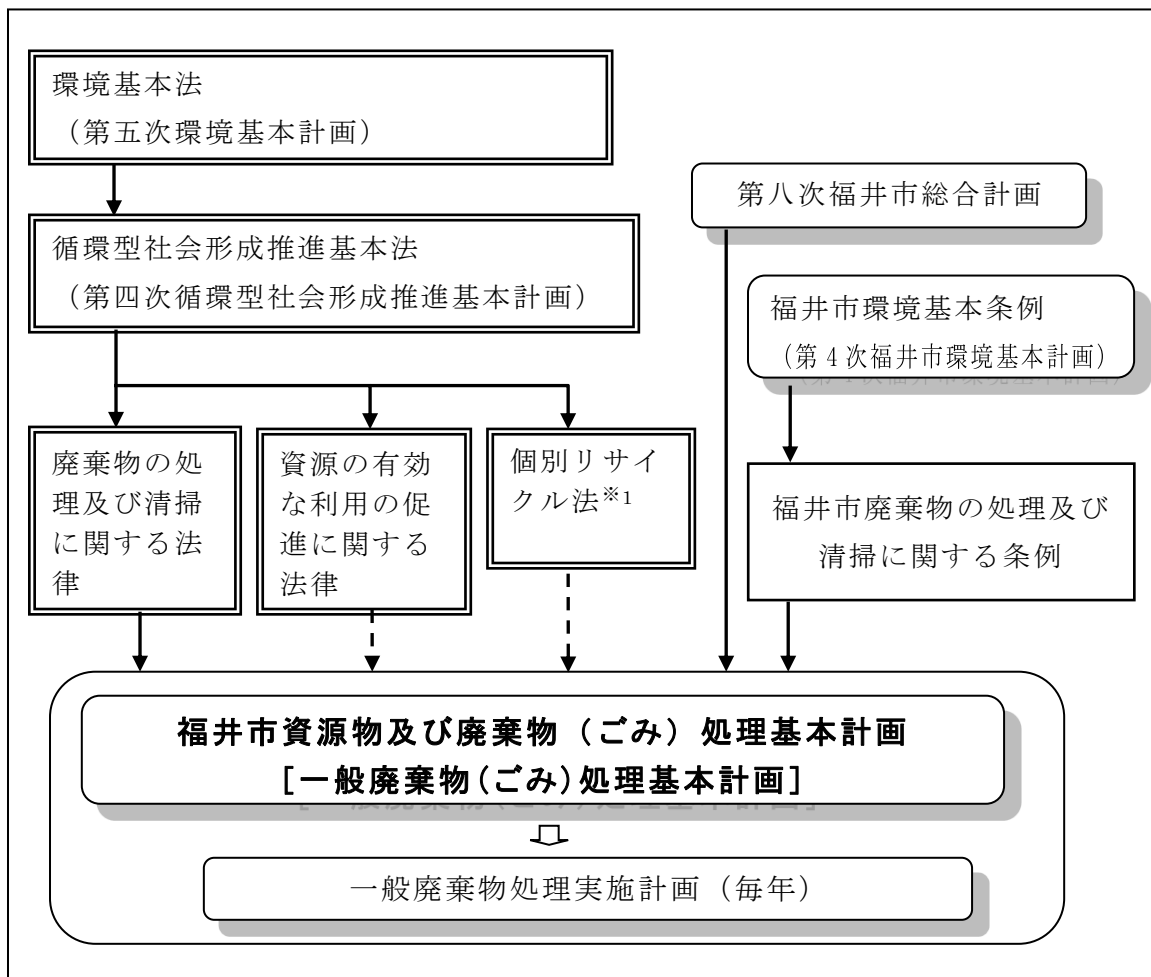 環境基本法
（第五次環境基本計画）
循環型社会形成推進基本法
（第四次循環型社会形成推進基本計画）
第八次福井市総合計画
福井市環境基本条例
（第4次福井市環境基本計画）
廃棄物の処
理及び清掃
に関する法
律
資源の有効
な利用の促
進に関する
法律
個別リサイ
クル法※1
福井市廃棄物の処理及び
清掃に関する条例
福井市資源物及び廃棄物（ごみ）処理基本計画
[一般廃棄物(ごみ)処理基本計画]
一般廃棄物処理実施計画（毎年）